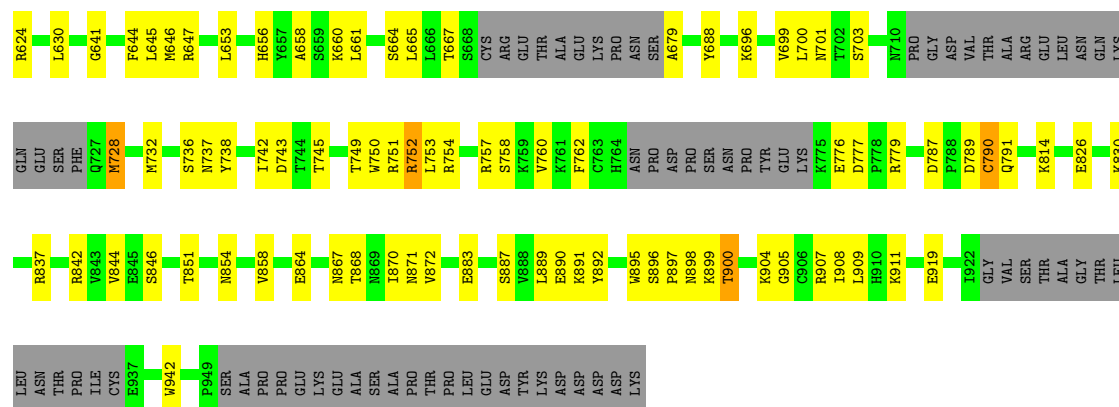 R624 L630 G641 F644 L645 M646 R647 L653 H656 Y657 A658 S659 K660 L661 S664 L665 L666 T667 S668 CYS ARG GLU THR ALA GLU LYS PRO ASN SER A679 Y688 K696 V699 L700 N701 T702 S703 N710 PRO GLY ASP VAL THR ALA ARG GLU LEU ASN GLN LYS
GLN GLU SER PHE Q727 M728 M732 S736 N737 Y738 I742 D743 T744 T745 T749 W750 R751 R752 L753 R754 R757 S758 K759 V760 K761 F762 C763 H764 ASN PRO ASP PRO SER ASN PRO TYR GLU LYS K775 E776 D777 P778 R779 D787 P788 D789 C790 Q791 K814 E826 K830
R837 R842 V843 V844 E845 S846 T851 N854 V858 E864 N867 T868 N869 I870 N871 V872 E883 S887 V888 L889 E890 K891 Y892 W895 S896 P897 N898 K899 T900 K904 G905 C906 R907 I908 L909 H910 K911 E919 I922 GLY VAL SER THR ALA GLY THR LEU
LEU ASN THR PRO ILE CYS E937 W942 P949 SER ALA PRO PRO GLU LYS GLU ALA SER ALA PRO THR PRO LEU GLU ASP TYR LYS ASP ASP ASP ASP LYS